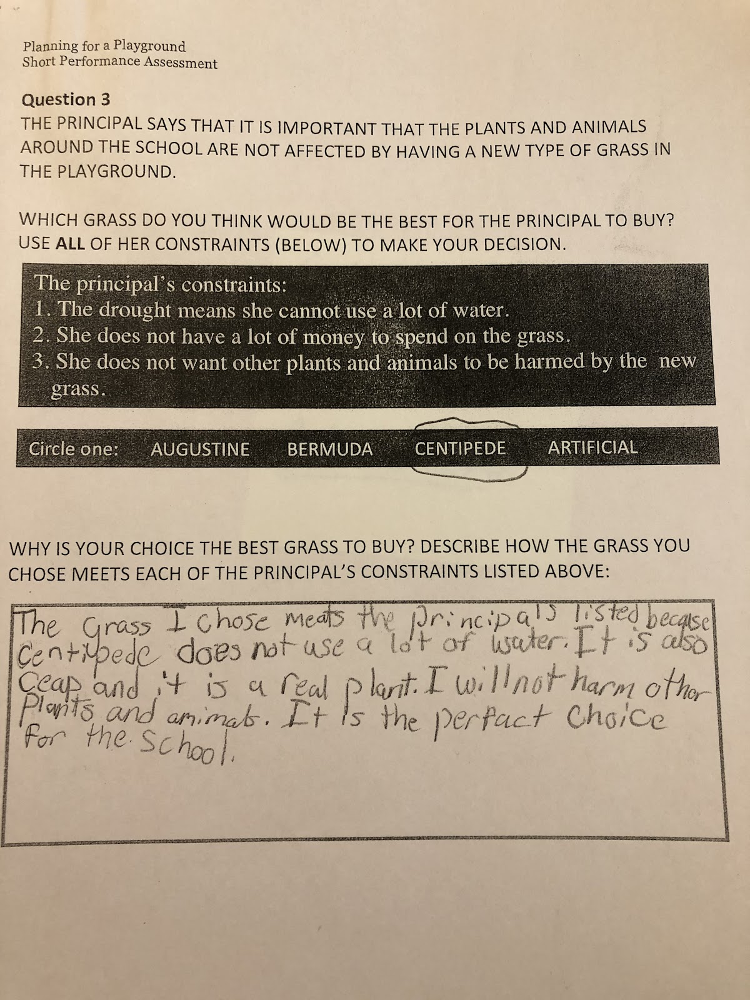 Planning for a Playground
Short Performance Assessment
Question 3
THE PRINCIPAL SAYS THAT IT IS IMPORTANT THAT THE PLANTS AND ANIMALS
AROUND THE SCHOOL ARE NOT AFFECTED BY HAVING A NEW TYPE OF GRASS IN
THE PLAYGROUND.
WHICH GRASS DO YOU THINK WOULD BE THE BEST FOR THE PRINCIPAL TO BUY?
USE ALL OF HER CONSTRAINTS (BELOW) TO MAKE YOUR DECISION.
The principal's constraints:
1. The drought means she cannot use a lot of water.
2. She does not have a lot of money to spend on the grass.
3. She does not want other plants and animals to be harmed by the new
grass.
Circle one: AUGUSTINE BERMUDA CENTIPEDE ARTIFICIAL
WHY IS YOUR CHOICE THE BEST GRASS TO BUY? DESCRIBE HOW THE GRASS YOU
CHOSE MEETS EACH OF THE PRINCIPAL'S CONSTRAINTS LISTED ABOVE:
The Grass I chose meats the principals listed because
centipede does not use a lot of water. It is also
ceap and it is a real plant. I will not harm other
Plants and animals. It is the perfact choice
for the school.